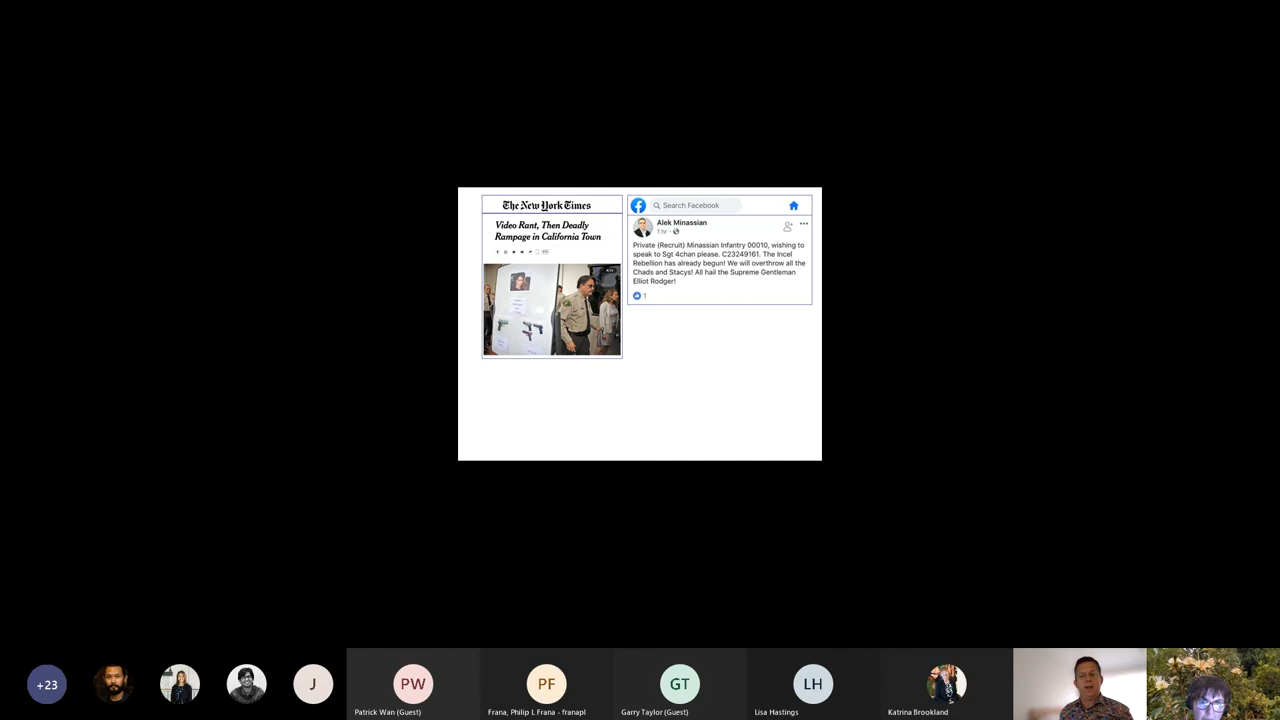 The New York Times
Video Rant, Then Deadly
Rampage in California Town
Search Facebook
Alek Minassian
1 hr
Private (Recruit) Minassian Infantry 00010, wishing to
speak to Sgt 4chan please. C23249161. The Incel
Rebellion has already begun! We will overthrow all the
Chads and Stacys! All hail the Supreme Gentleman
Elliot Rodger!
1
+23
J
PW
PF
GT
LH
Patrick Wan (Guest)
Frana, Philip L Frana - franapl
Garry Taylor (Guest)
Lisa Hastings
Katrina Brookland